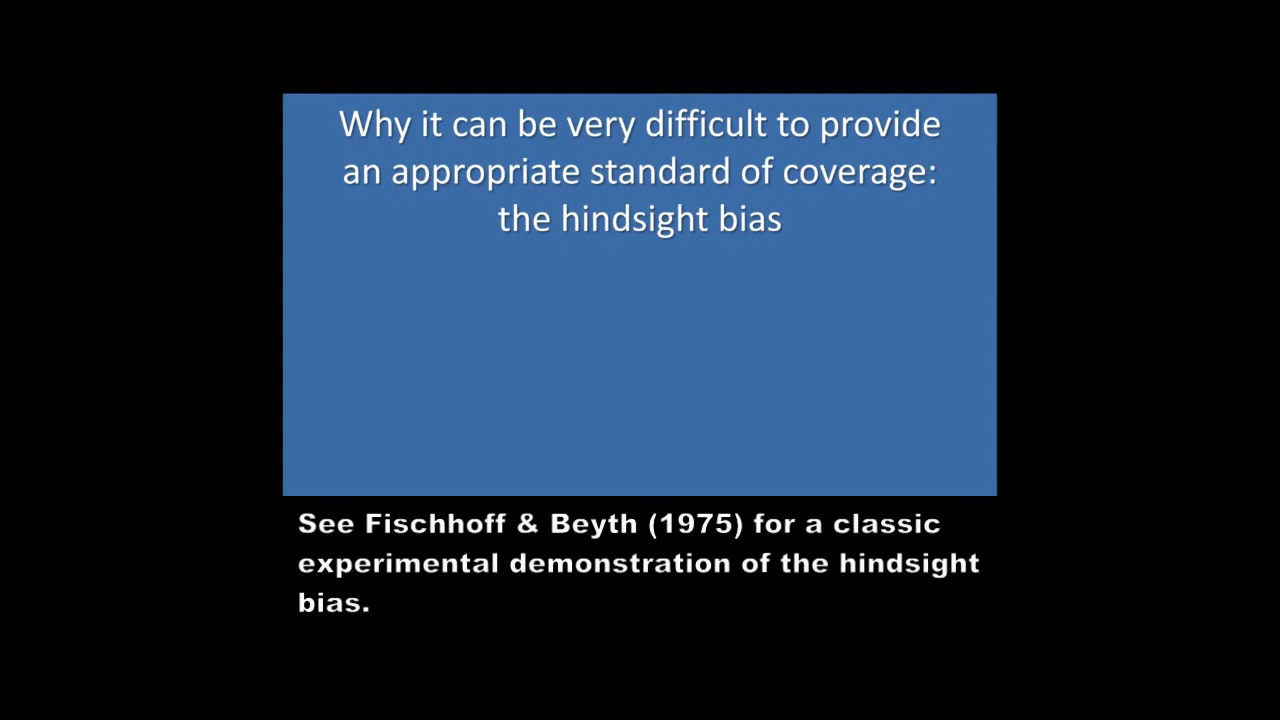 Why it can be very difficult to provide
an appropriate standard of coverage:
the hindsight bias
See Fischhoff & Beyth (1975) for a classic
experimental demonstration of the hindsight
bias.